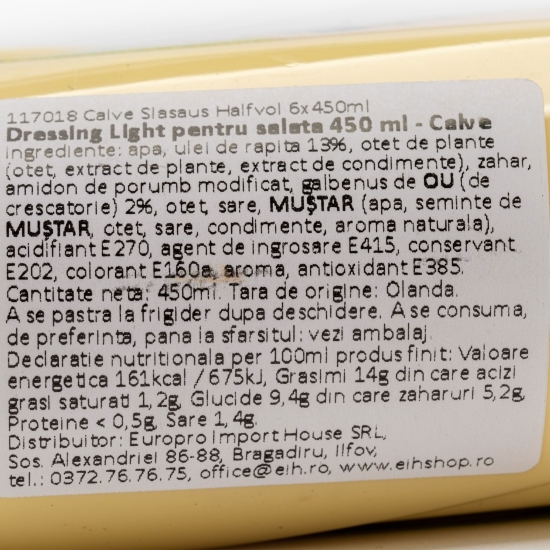 117018 Calve Slasaus Halfvol 6x450ml
Dressing Light pentru salata 450 ml - Calve
ingrediente: apa, ulei de rapita 13%, otet de plante
(otet, extract de plante, extract de condimente), zahar,
amidon de porumb modificat, galbenus de OU (de
crescatorie) 2%, otet, sare, MUȘTAR (apa, seminte de
MUȘTAR, otet, sare, condimente, aroma naturala),
acidifiant E270, agent de ingrosare E415, conservant
E202, colorant E160a, aroma, antioxidant E385.
Cantitate neta: 450ml. Tara de origine: Olanda.
A se pastra la frigider dupa deschidere. A se consuma,
de preferinta, pana la sfarsitul: vezi ambalaj.
Declaratie nutritionala per 100ml produs finit: Valoare
energetica 161kcal / 675kJ, Grasimi 14g din care acizi
grasi saturati 1,2g, Glucide 9,4g din care zaharuri 5,2g,
Proteine < 0,5g, Sare 1,4g.
Distribuitor: Europro Import House SRL,
Sos. Alexandriei 86-88, Bragadiru, Ilfov,
tel.: 0372.76.76.75, office@eih.ro, www.eihshop.ro